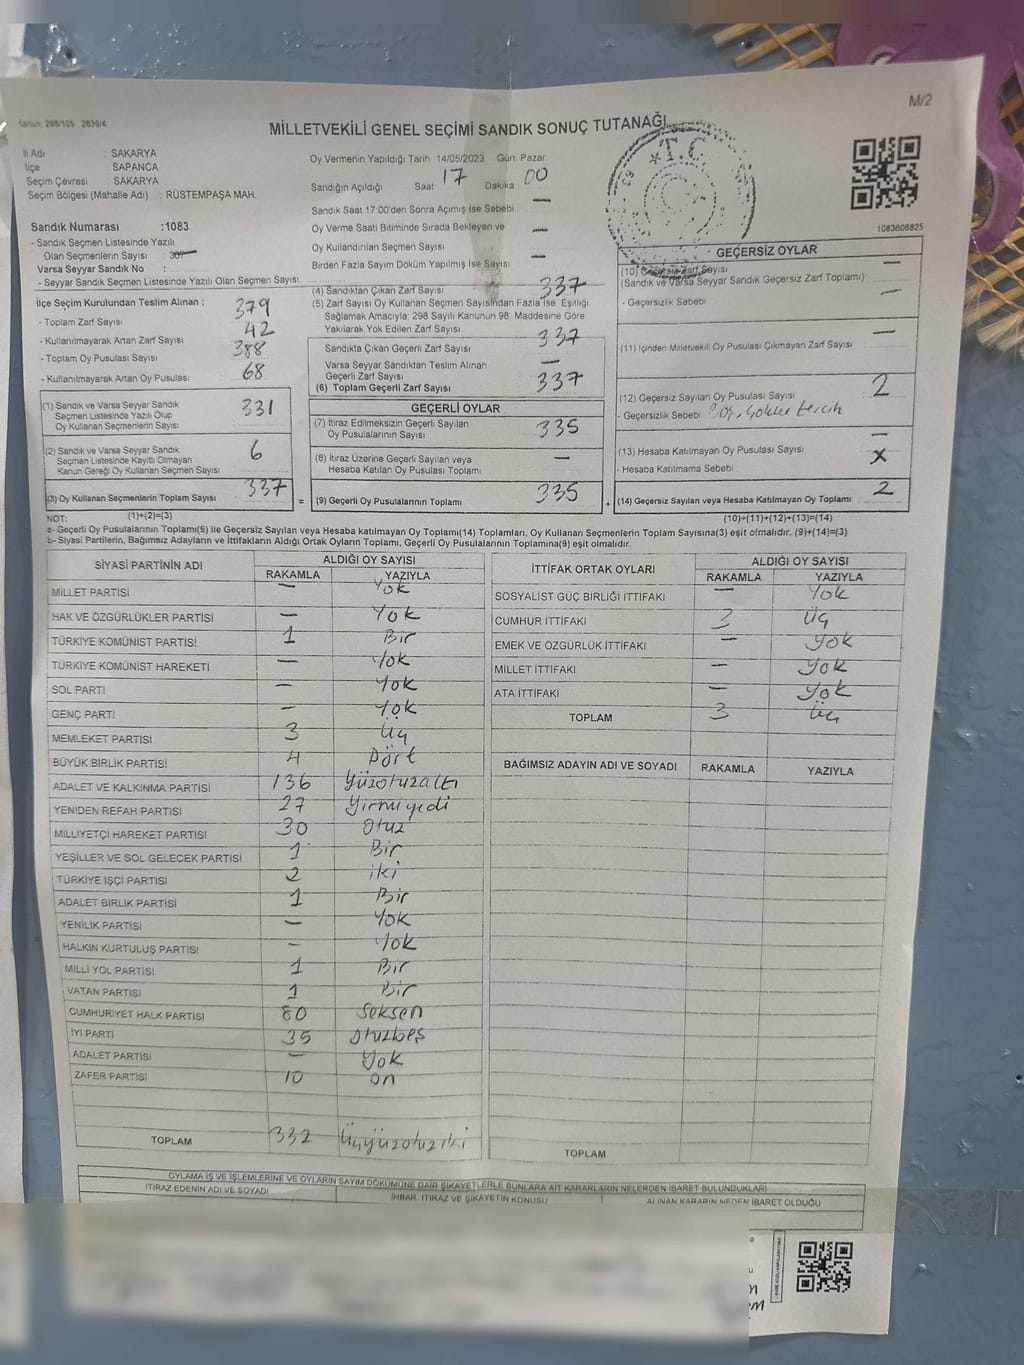 M/2
Kanun: 298/105 , 2839/4
MİLLETVEKİLİ GENEL SEÇİMİ SANDIK SONUÇ TUTANAĞI
T.C.
İl Adı : SAKARYA
İlçe : SAPANCA
Seçim Çevresi : SAKARYA
Seçim Bölgesi (Mahalle Adı) : RÜSTEMPAŞA MAH.
Sandık Numarası :1083
- Sandık Seçmen Listesinde Yazılı
Olan Seçmenlerin Sayısı
Varsa Seyyar Sandık No :
- Seyyar Sandık Seçmen Listesinde Yazılı Olan Seçmen Sayısı:
İlçe Seçim Kurulundan Teslim Alınan ;
- Toplam Zarf Sayısı 379
- Kullanılmayarak Artan Zarf Sayısı 42
- Toplam Oy Pusulası Sayısı 388
- Kullanılmayarak Artan Oy Pusulası 68
(1) Sandık ve Varsa Seyyar Sandık
Seçmen Listesinde Yazılı Olup
Oy Kullanan Seçmenlerin Sayısı 331
(2) Sandık ve Varsa Seyyar Sandık
Seçmen Listesinde Kayıtlı Olmayan
Kanun Gereği Oy Kullanan Seçmen Sayısı 6
(3) Oy Kullanan Seçmenlerin Toplam Sayısı 337
(1)+(2)=(3)
Oy Vermenin Yapıldığı Tarih 14/05/2023 Gün: Pazar
Sandığın Açıldığı Saat 17 Dakika 00
Sandık Saat 17:00'den Sonra Açımış İse Sebebi: —
Oy Verme Saati Bitiminde Sırada Bekleyen ve
Oy Kullandırılan Seçmen Sayısı —
Birden Fazla Sayım Döküm Yapılmış İse Sayısı —
(4) Sandıktan Çıkan Zarf Sayısı 337
(5) Zarf Sayısı Oy Kullanan Seçmen Sayısından Fazla İse, Eşitliği
Sağlamak Amacıyla; 298 Sayılı Kanunun 98. Maddesine Göre
Yakılarak Yok Edilen Zarf Sayısı
Sandıkta Çıkan Geçerli Zarf Sayısı 337
Varsa Seyyar Sandıktan Teslim Alınan
Geçerli Zarf Sayısı —
(6) Toplam Geçerli Zarf Sayısı 337
GEÇERLİ OYLAR
(7) İtiraz Edilmeksizin Geçerli Sayılan
Oy Pusulalarının Sayısı 335
(8) İtiraz Üzerine Geçerli Sayılan veya
Hesaba Katılan Oy Pusulası Toplamı —
= (9) Geçerli Oy Pusulalarının Toplamı 335 +
1083606825
GEÇERSİZ OYLAR
(10) Geçersiz Zarf Sayısı —
(Sandık ve Varsa Seyyar Sandık Geçersiz Zarf Toplamı)
- Geçersizlik Sebebi : —
(11) İçinden Milletvekili Oy Pusulası Çıkmayan Zarf Sayısı —
(12) Geçersiz Sayılan Oy Pusulası Sayısı 2
- Geçersizlik Sebebi : tercih
(13) Hesaba Katılmayan Oy Pusulası Sayısı —
- Hesaba Katılmama Sebebi : X
(14) Geçersiz Sayılan veya Hesaba Katılmayan Oy Toplamı 2
(10)+(11)+(12)+(13)=(14)
NOT:
a- Geçerli Oy Pusulalarının Toplamı(9) ile Geçersiz Sayılan veya Hesaba katılmayan Oy Toplamı(14) Toplamları, Oy Kullanan Seçmenlerin Toplam Sayısına(3) eşit olmalıdır. (9)+(14)=(3)
b- Siyasi Partilerin, Bağımsız Adayların ve İttifakların Aldığı Ortak Oyların Toplamı, Geçerli Oy Pusulalarının Toplamına(9) eşit olmalıdır.
SİYASİ PARTİNİN ADI ALDIĞI OY SAYISI
RAKAMLA YAZIYLA
MİLLET PARTİSİ — Yok
HAK VE ÖZGÜRLÜKLER PARTİSİ — Yok
TÜRKİYE KOMÜNİST PARTİSİ 1 Bir
TÜRKİYE KOMÜNİST HAREKETİ — Yok
SOL PARTİ — Yok
GENÇ PARTİ — Yok
MEMLEKET PARTİSİ 3 Üç
BÜYÜK BİRLİK PARTİSİ 4 Dört
ADALET VE KALKINMA PARTİSİ 136 Yüzotuzaltı
YENİDEN REFAH PARTİSİ 27 Yirmiyedi
MİLLİYETÇİ HAREKET PARTİSİ 30 Otuz
YEŞİLLER VE SOL GELECEK PARTİSİ 1 Bir
TÜRKİYE İŞÇİ PARTİSİ 2 iki
ADALET BİRLİK PARTİSİ 1 Bir
YENİLİK PARTİSİ — Yok
HALKIN KURTULUŞ PARTİSİ — Yok
MİLLİ YOL PARTİSİ 1 Bir
VATAN PARTİSİ 1 Bir
CUMHURİYET HALK PARTİSİ 80 Seksen
İYİ PARTİ 35 Otuzbeş
ADALET PARTİSİ — Yok
ZAFER PARTİSİ 10 On
TOPLAM 332 Üçyüzotuziki
İTTİFAK ORTAK OYLARI ALDIĞI OY SAYISI
RAKAMLA YAZIYLA
SOSYALİST GÜÇ BİRLİĞİ İTTİFAKI — Yok
CUMHUR İTTİFAKI 3 Üç
EMEK VE ÖZGÜRLÜK İTTİFAKI — Yok
MİLLET İTTİFAKI — Yok
ATA İTTİFAKI — Yok
TOPLAM 3 Üç
BAĞIMSIZ ADAYIN ADI VE SOYADI RAKAMLA YAZIYLA
TOPLAM
OYLAMA İŞ VE İŞLEMLERİNE VE OYLARIN SAYIM DÖKÜMÜNE DAİR ŞİKAYETLERLE BUNLARA AİT KARARLARIN NELERDEN İBARET BULUNDUKLARI
İTİRAZ EDENİN ADI VE SOYADI İHBAR, İTİRAZ VE ŞİKAYETİN KONUSU ALINAN KARARIN NEDEN İBARET OLDUĞU